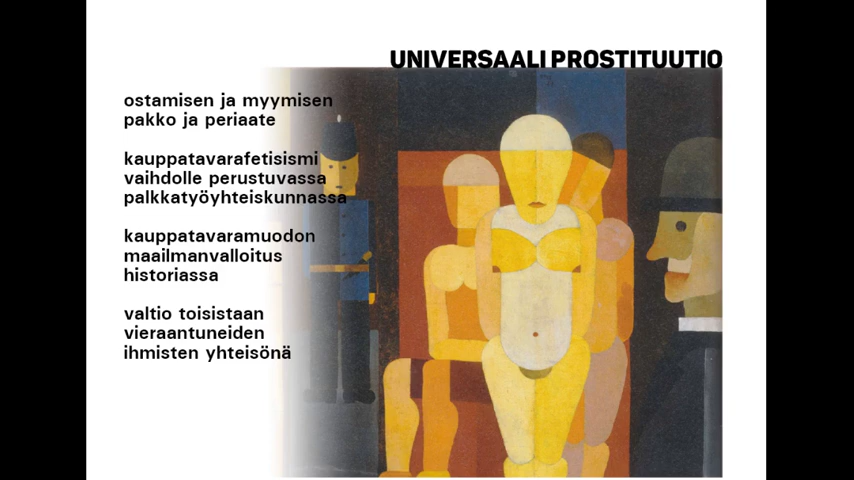 UNIVERSAALI PROSTITUUTIO
ostamisen ja myymisen
pakko ja periaate
kauppatavarafetisismi
vaihdolle perustuvassa
palkkatyöyhteiskunnassa
kauppatavaramuodon
maailmanvalloitus
historiassa
valtio toisistaan
vieraantuneiden
ihmisten yhteisönä